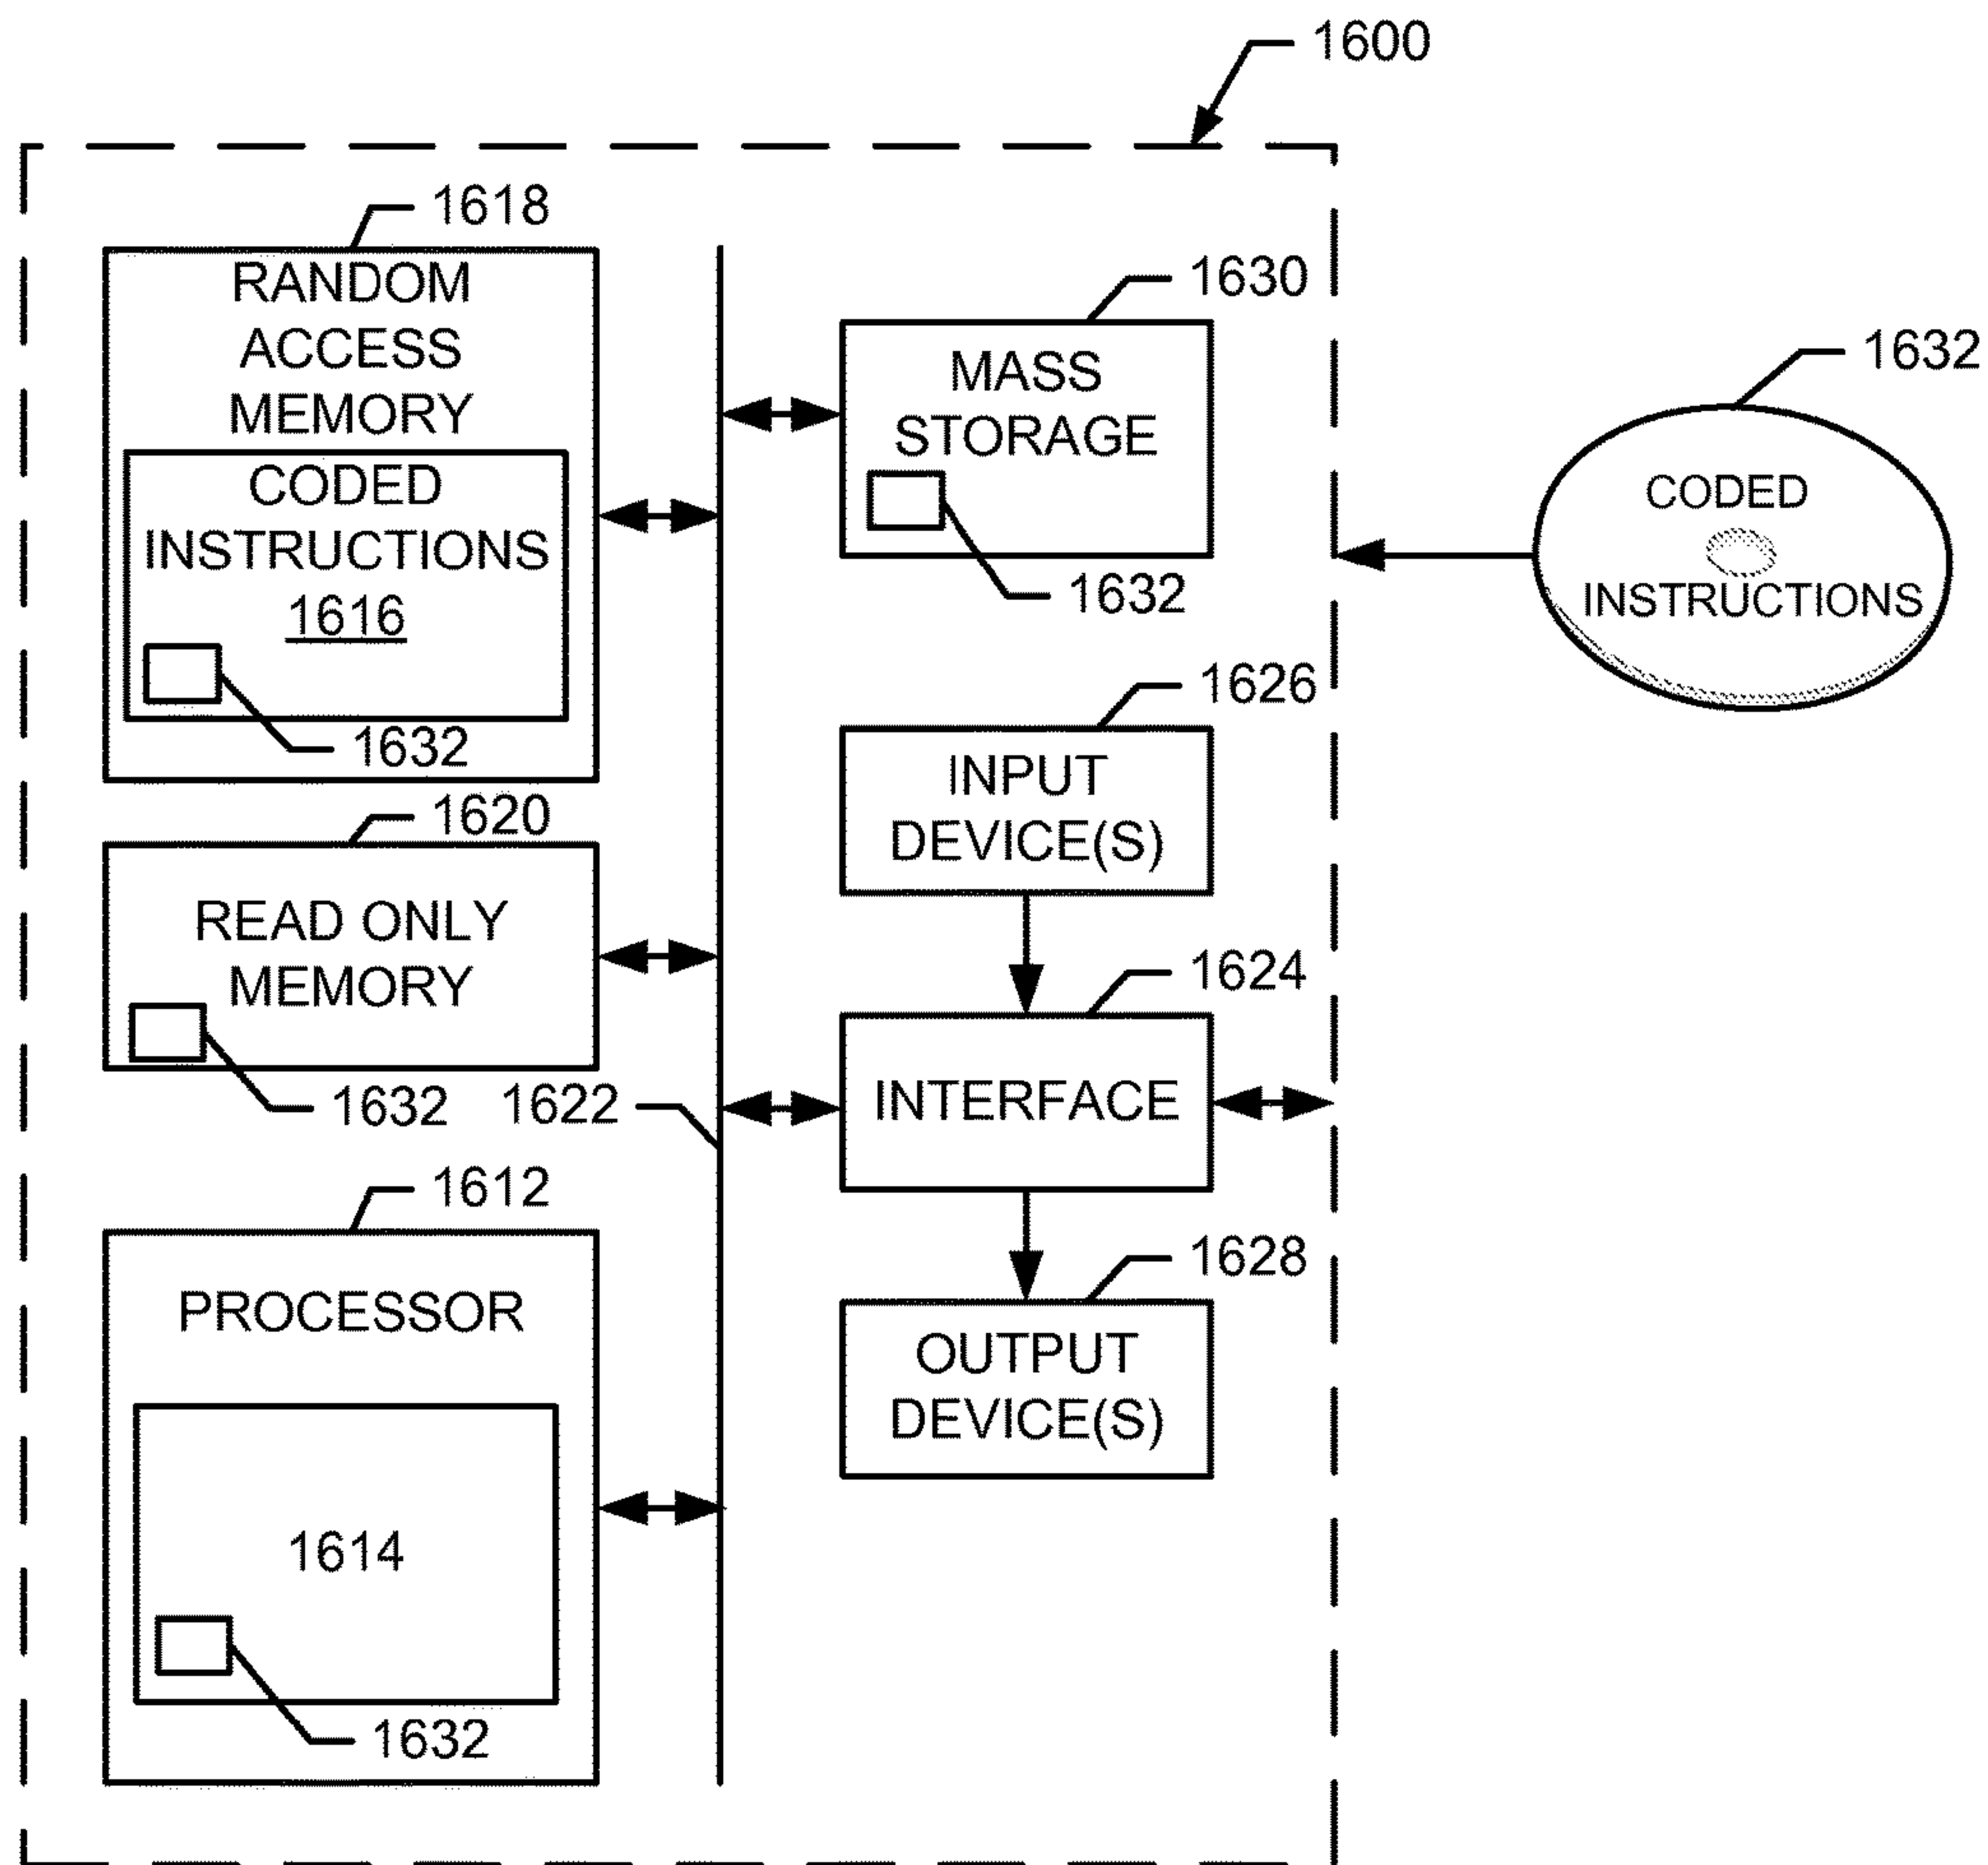 1600
1618
RANDOM
ACCESS
MEMORY
CODED
INSTRUCTIONS
1616
1632
1620
READ ONLY
MEMORY
1632
1622
1612
PROCESSOR
1614
1632
1630
MASS
STORAGE
1632
1626
INPUT
DEVICE(S)
1624
INTERFACE
1628
OUTPUT
DEVICE(S)
1632
CODED
INSTRUCTIONS